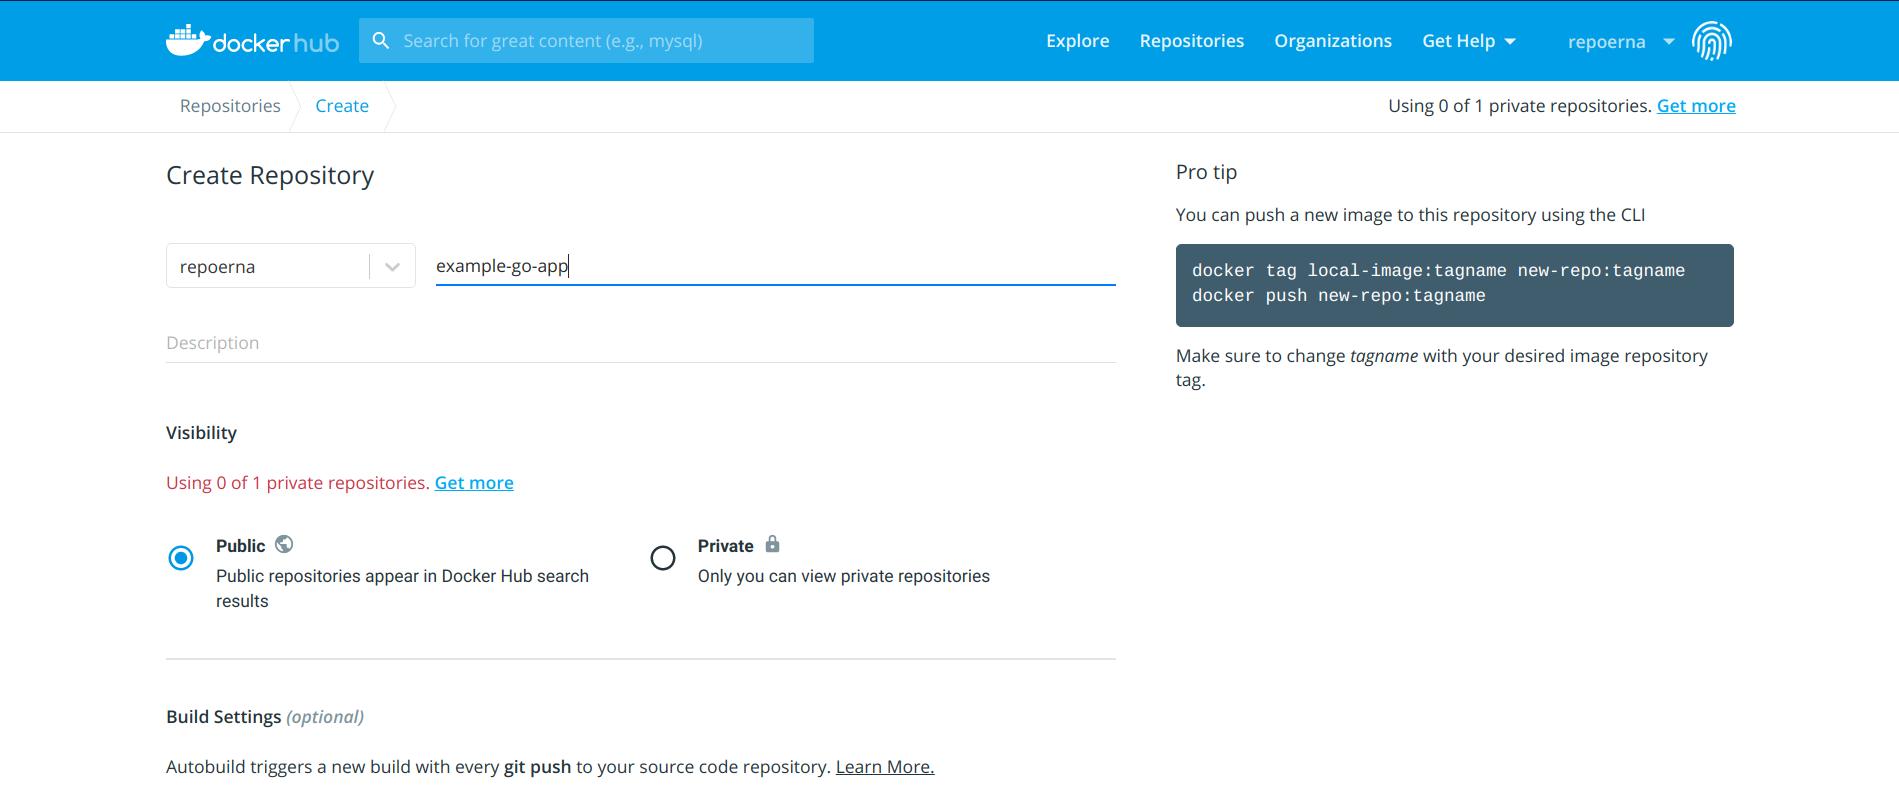 docker hub
Search for great content (e.g., mysql)
Explore
Repositories
Organizations
Get Help
repoerna
Repositories
Create
Using 0 of 1 private repositories. Get more
Create Repository
repoerna
example-go-app
Description
Visibility
Using 0 of 1 private repositories. Get more
Public
Public repositories appear in Docker Hub search
results
Private
Only you can view private repositories
Build Settings (optional)
Autobuild triggers a new build with every git push to your source code repository. Learn More.
Pro tip
You can push a new image to this repository using the CLI
docker tag local-image:tagname new-repo:tagname
docker push new-repo:tagname
Make sure to change tagname with your desired image repository
tag.